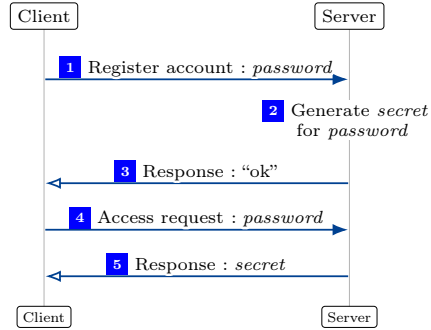 Client Server
1 Register account : password
2 Generate secret
for password
3 Response : “ok”
4 Access request : password
5 Response : secret
Client Server